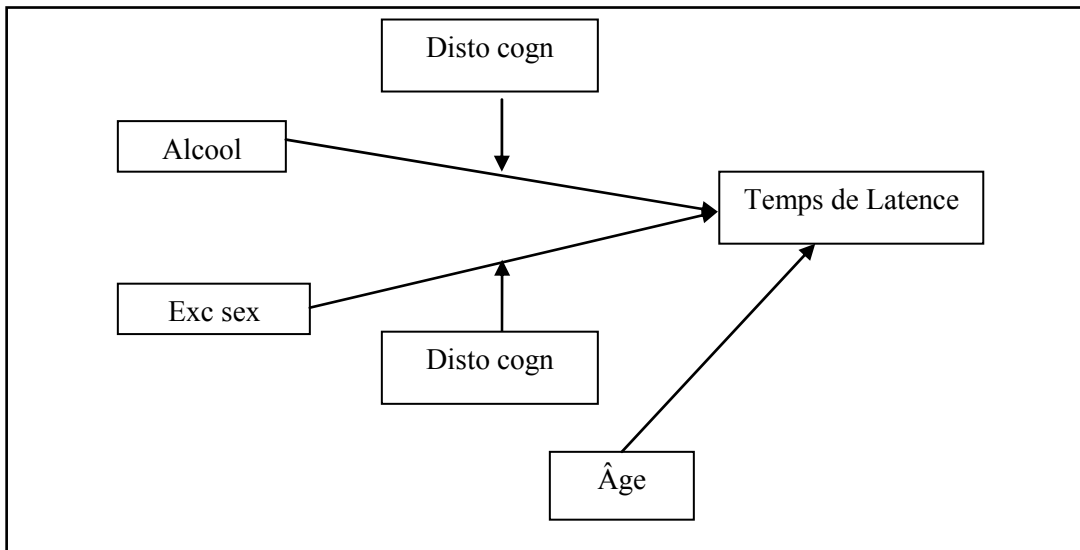 Disto cogn
Alcool
Temps de Latence
Exc sex
Disto cogn
Âge